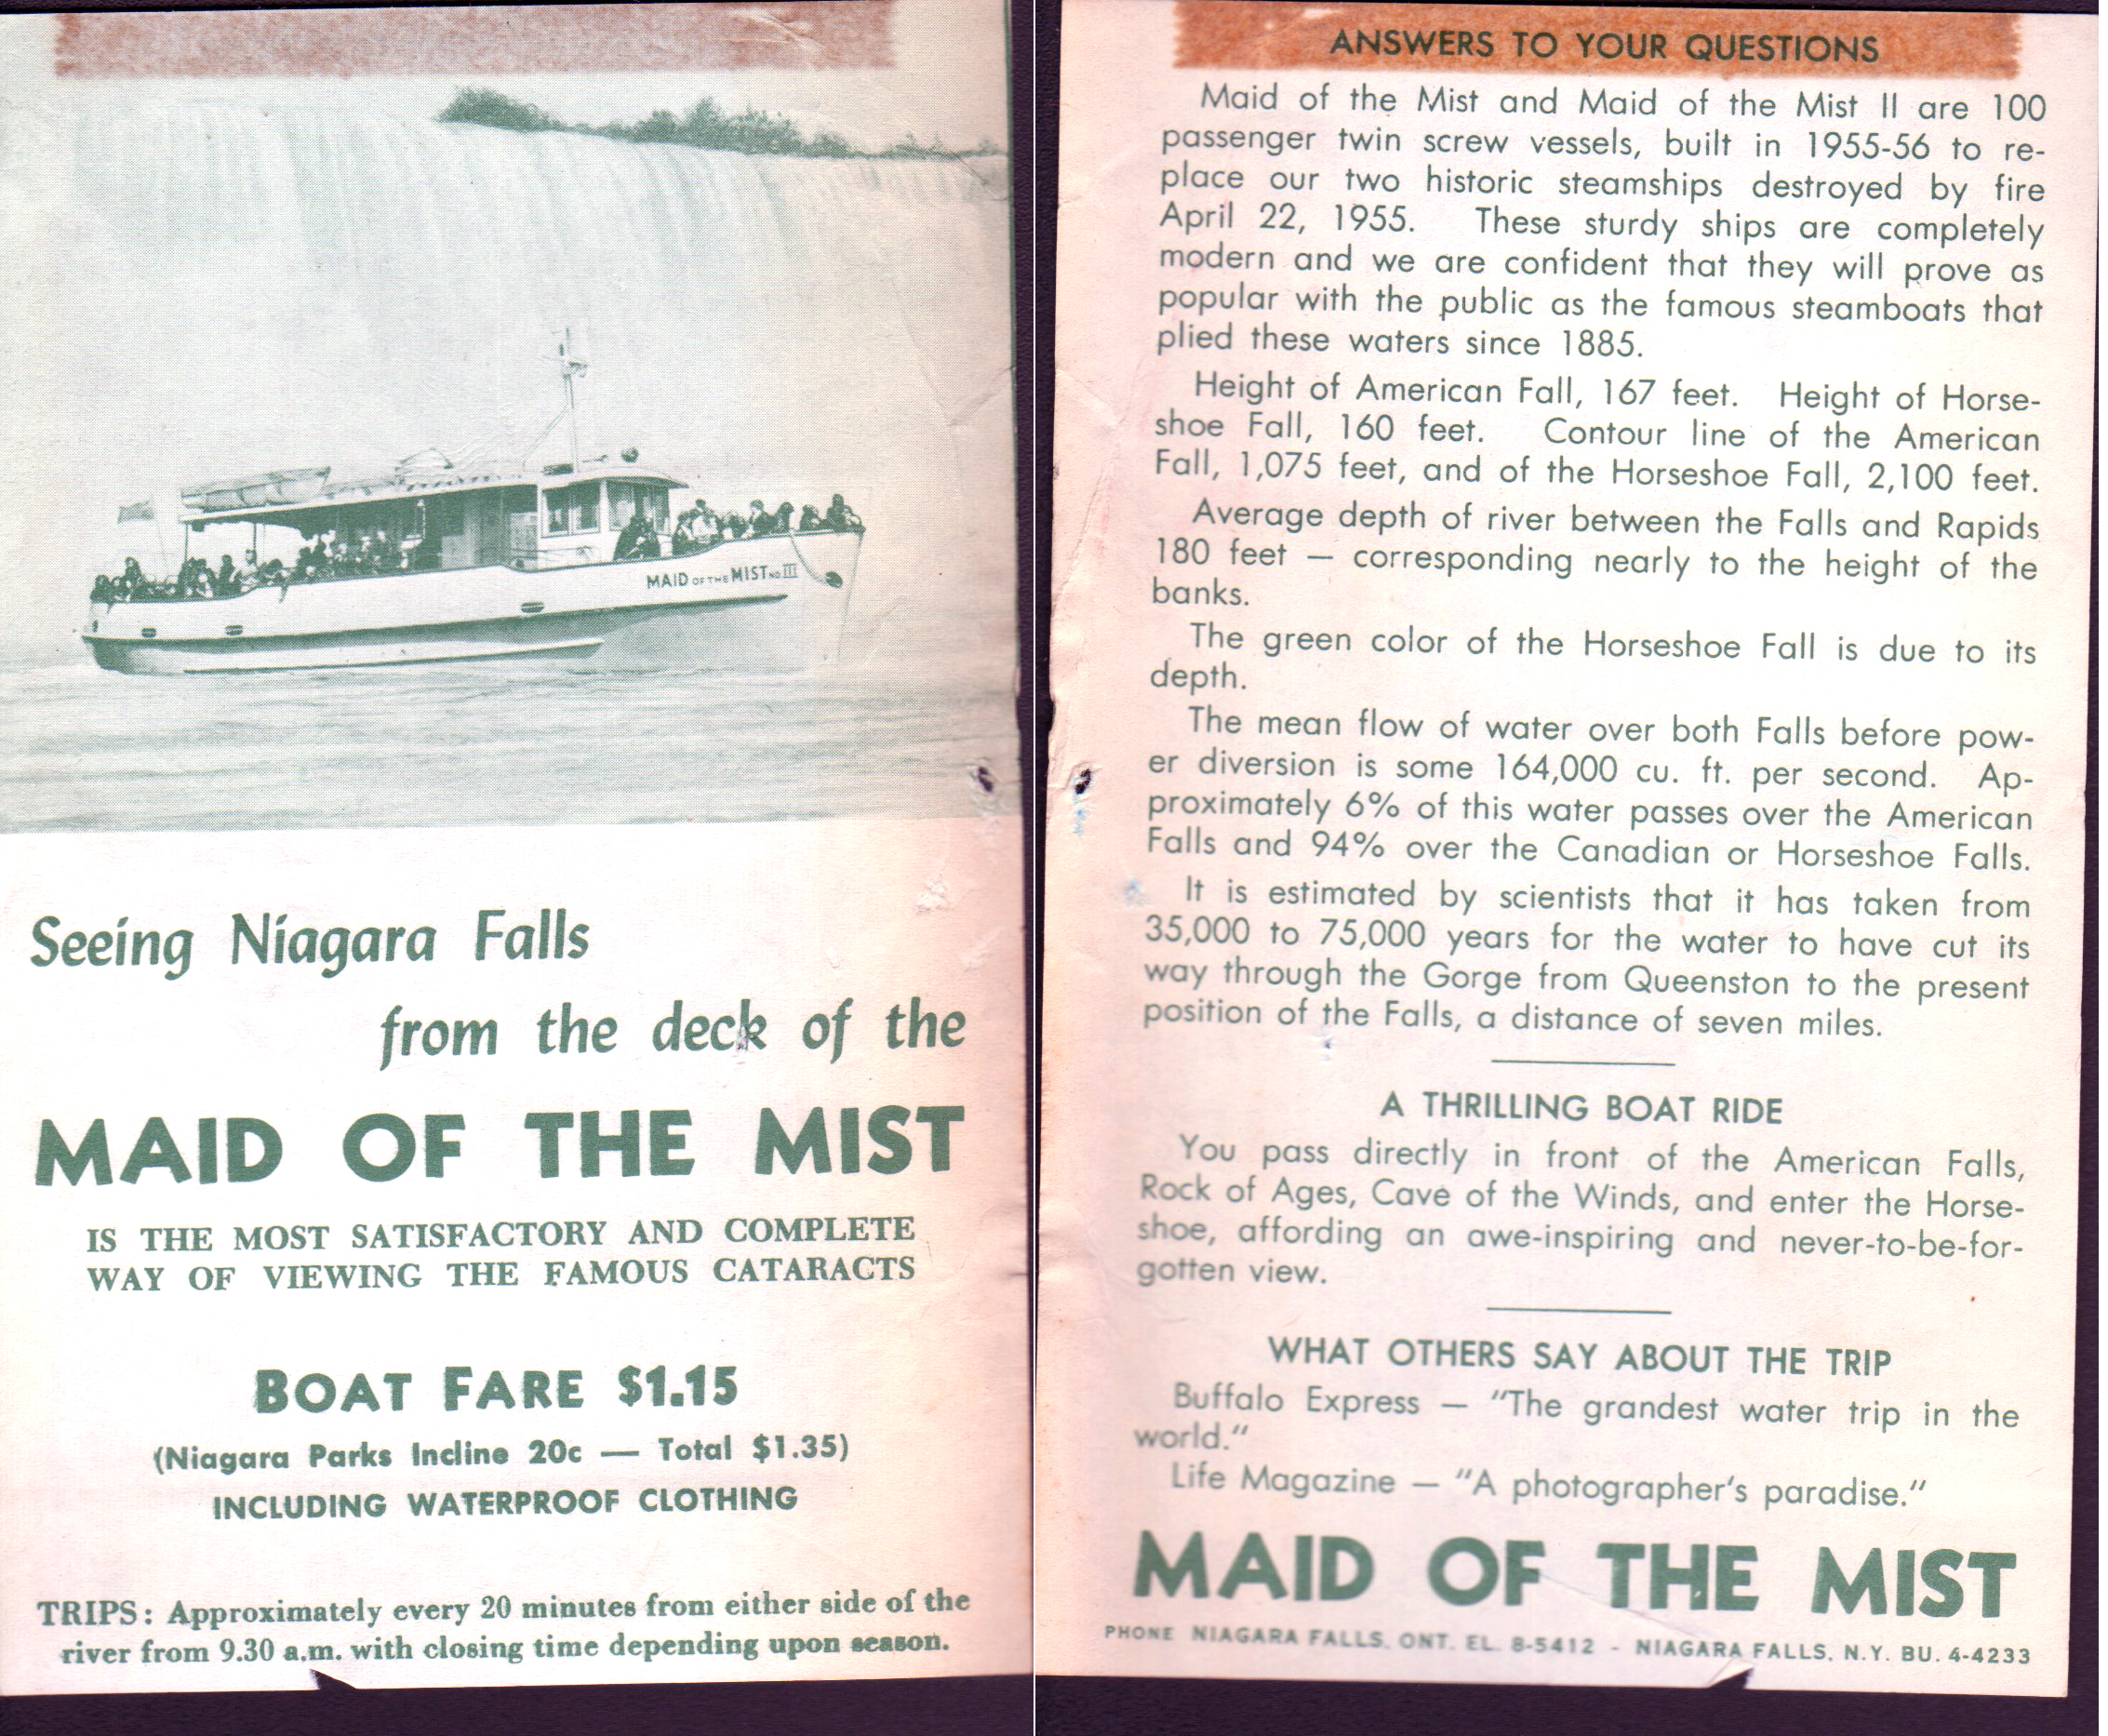 MAID OF THE MIST NO III
Seeing Niagara Falls
from the deck of the
MAID OF THE MIST
IS THE MOST SATISFACTORY AND COMPLETE
WAY OF VIEWING THE FAMOUS CATARACTS
BOAT FARE $1.15
(Niagara Parks Incline 20c — Total $1.35)
INCLUDING WATERPROOF CLOTHING
TRIPS: Approximately every 20 minutes from either side of the
river from 9.30 a.m. with closing time depending upon season.
ANSWERS TO YOUR QUESTIONS
Maid of the Mist and Maid of the Mist II are 100
passenger twin screw vessels, built in 1955-56 to re-
place our two historic steamships destroyed by fire
April 22, 1955. These sturdy ships are completely
modern and we are confident that they will prove as
popular with the public as the famous steamboats that
plied these waters since 1885.
Height of American Fall, 167 feet. Height of Horse-
shoe Fall, 160 feet. Contour line of the American
Fall, 1,075 feet, and of the Horseshoe Fall, 2,100 feet.
Average depth of river between the Falls and Rapids
180 feet — corresponding nearly to the height of the
banks.
The green color of the Horseshoe Fall is due to its
depth.
The mean flow of water over both Falls before pow-
er diversion is some 164,000 cu. ft. per second. Ap-
proximately 6% of this water passes over the American
Falls and 94% over the Canadian or Horseshoe Falls.
It is estimated by scientists that it has taken from
35,000 to 75,000 years for the water to have cut its
way through the Gorge from Queenston to the present
position of the Falls, a distance of seven miles.
A THRILLING BOAT RIDE
You pass directly in front of the American Falls,
Rock of Ages, Cave of the Winds, and enter the Horse-
shoe, affording an awe-inspiring and never-to-be-for-
gotten view.
WHAT OTHERS SAY ABOUT THE TRIP
Buffalo Express — "The grandest water trip in the
world."
Life Magazine — "A photographer's paradise."
MAID OF THE MIST
PHONE NIAGARA FALLS, ONT. EL. 8-5412 - NIAGARA FALLS, N.Y. BU. 4-4233